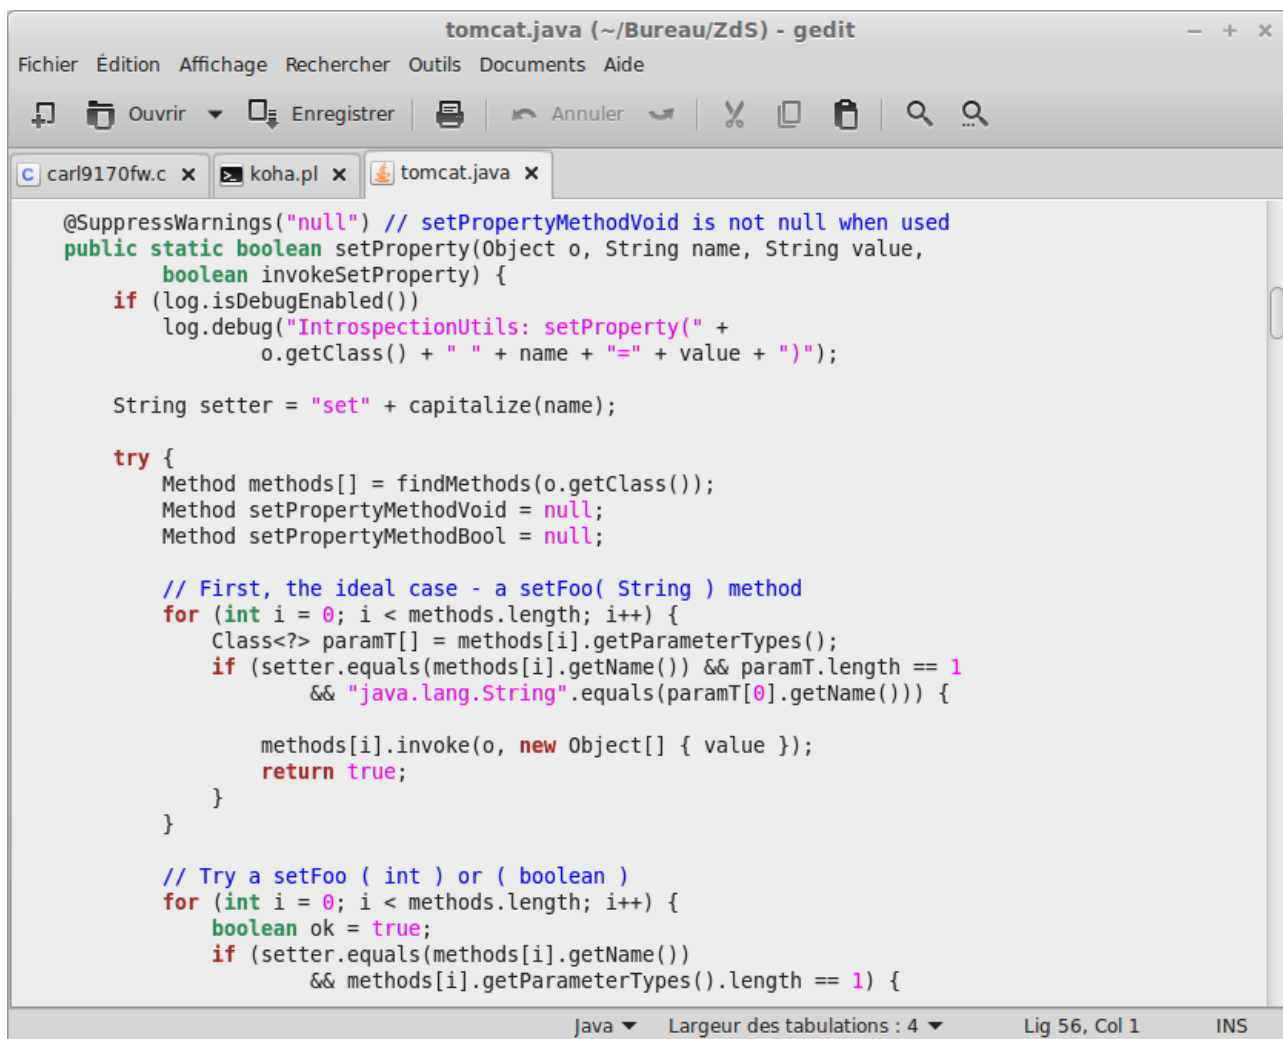 tomcat.java (~/Bureau/ZdS) - gedit
Fichier Édition Affichage Rechercher Outils Documents Aide
Ouvrir Enregistrer Annuler
carl9170fw.c koha.pl tomcat.java
@SuppressWarnings("null") // setPropertyMethodVoid is not null when used
public static boolean setProperty(Object o, String name, String value,
boolean invokeSetProperty) {
if (log.isDebugEnabled())
log.debug("IntrospectionUtils: setProperty(" +
o.getClass() + " " + name + "=" + value + ")");
String setter = "set" + capitalize(name);
try {
Method methods[] = findMethods(o.getClass());
Method setPropertyMethodVoid = null;
Method setPropertyMethodBool = null;
// First, the ideal case - a setFoo( String ) method
for (int i = 0; i < methods.length; i++) {
Class<?> paramT[] = methods[i].getParameterTypes();
if (setter.equals(methods[i].getName()) && paramT.length == 1
&& "java.lang.String".equals(paramT[0].getName())) {
methods[i].invoke(o, new Object[] { value });
return true;
}
}
// Try a setFoo ( int ) or ( boolean )
for (int i = 0; i < methods.length; i++) {
boolean ok = true;
if (setter.equals(methods[i].getName())
&& methods[i].getParameterTypes().length == 1) {
Java Largeur des tabulations : 4 Lig 56, Col 1 INS